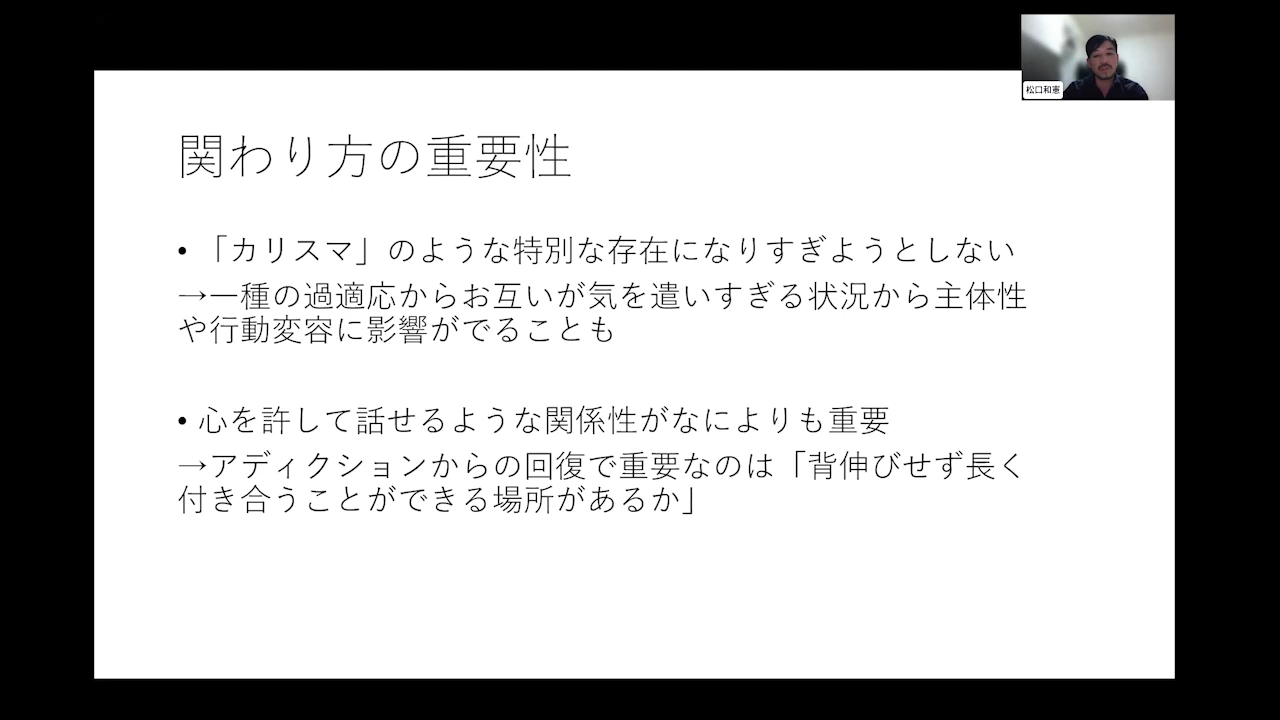 松口和憲
関わり方の重要性
• 「カリスマ」のような特別な存在になりすぎようとしない
→一種の過適応からお互いが気を遣いすぎる状況から主体性
や行動変容に影響がでることも
• 心を許して話せるような関係性がなによりも重要
→アディクションからの回復で重要なのは「背伸びせず長く
付き合うことができる場所があるか」